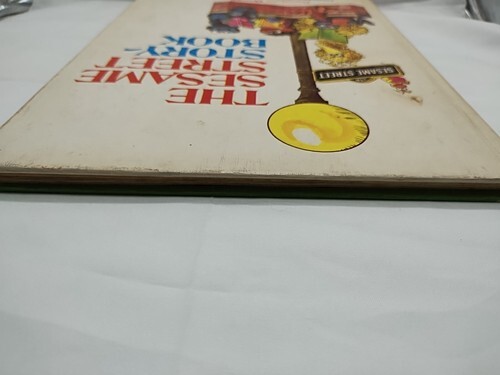 THE
SESAME
STREET
STORY-
BOOK
SESAME STREET